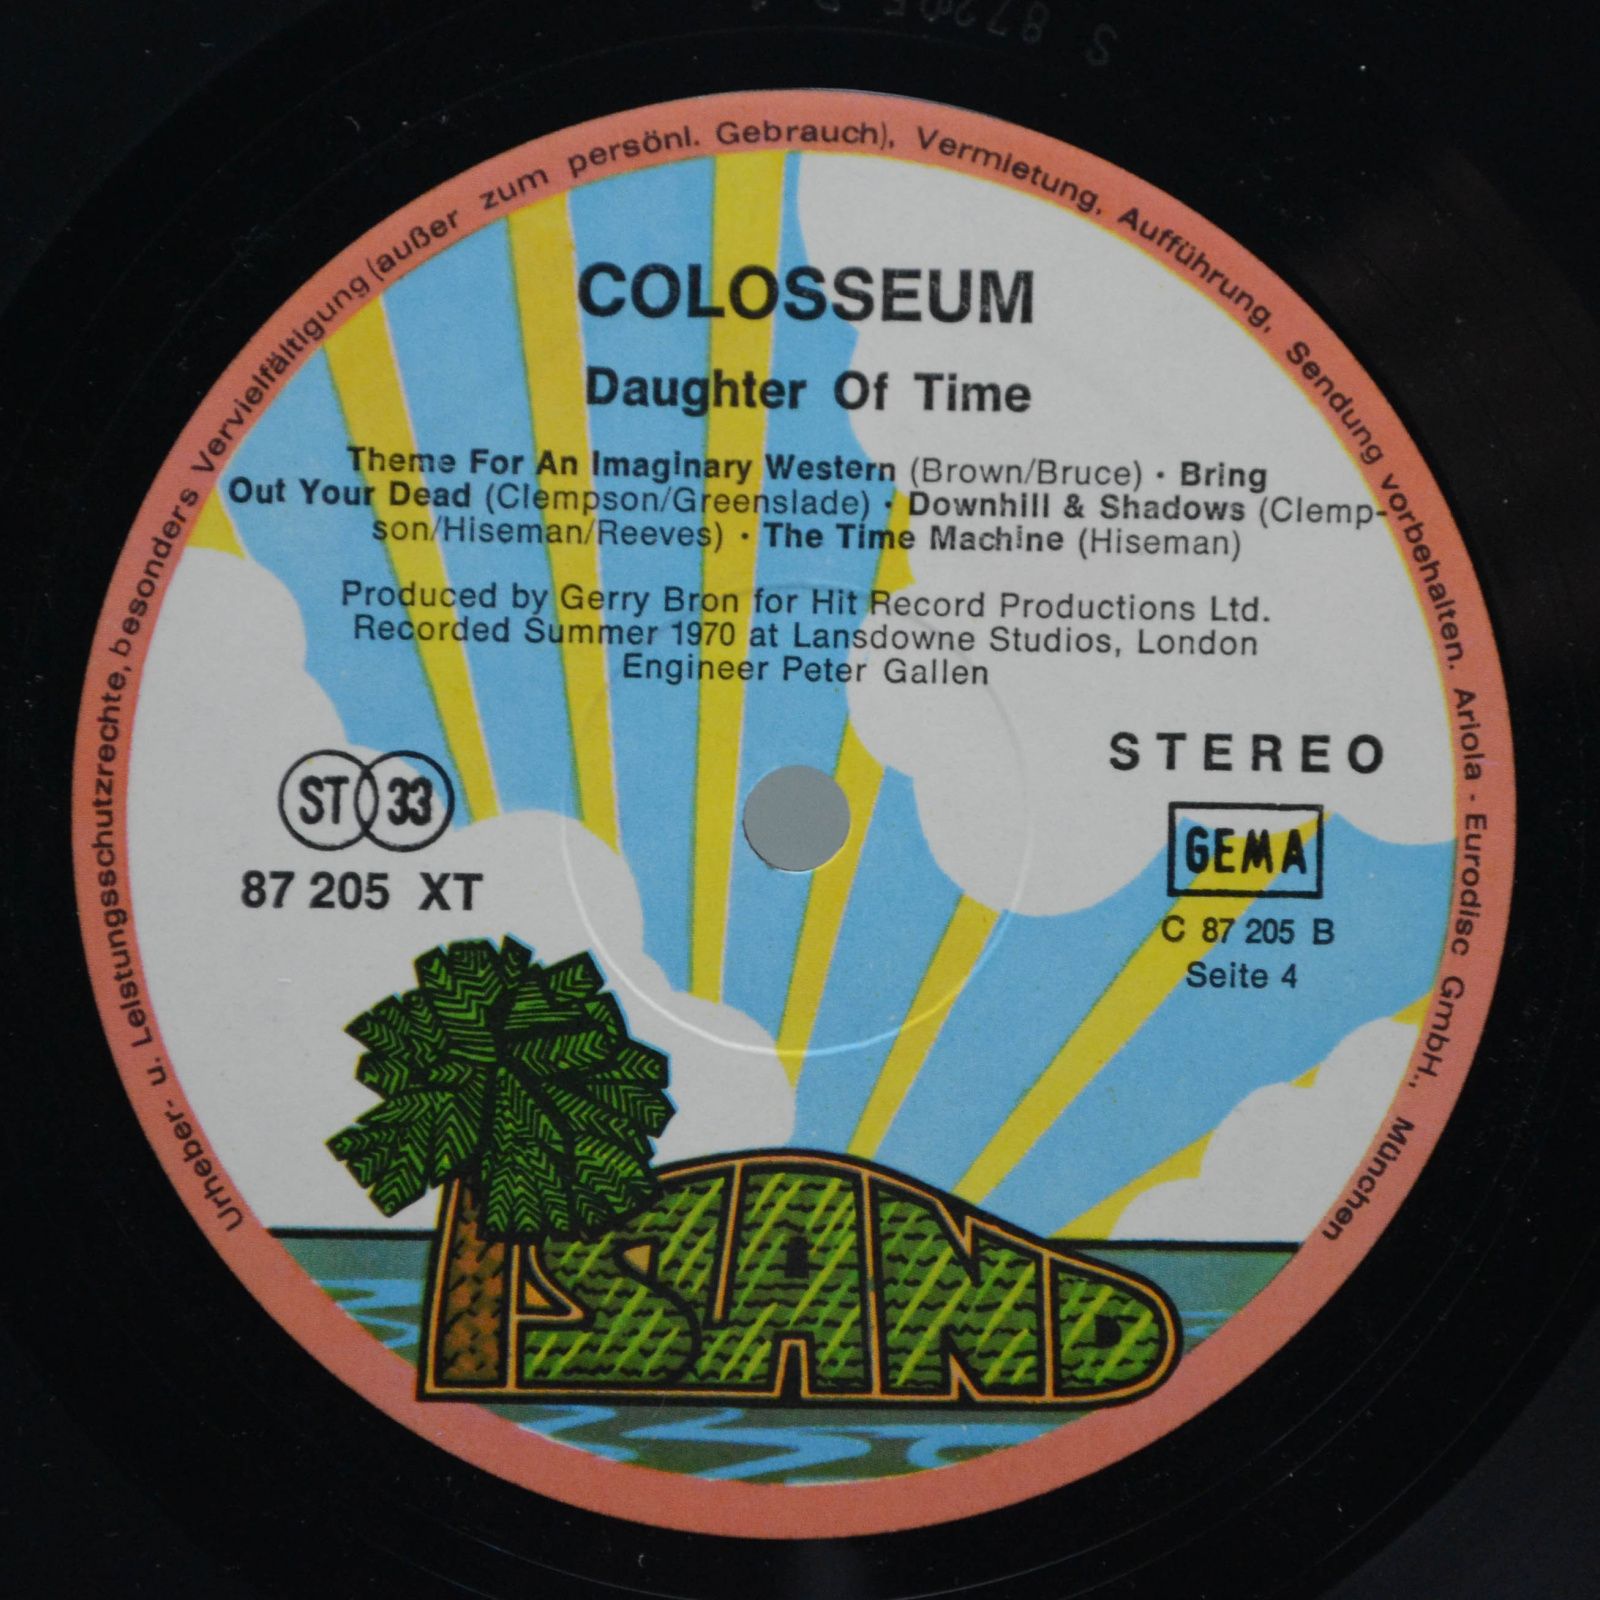 COLOSSEUM
Daughter Of Time
Theme For An Imaginary Western (Brown/Bruce) • Bring
Out Your Dead (Clempson/Greenslade) • Downhill & Shadows (Clemp-
son/Hiseman/Reeves) • The Time Machine (Hiseman)
Produced by Gerry Bron for Hit Record Productions Ltd.
Recorded Summer 1970 at Lansdowne Studios, London
Engineer Peter Gallen
STEREO
ST 33
GEMA
87 205 XT
C 87 205 B
Seite 4
ISLAND
Urheber- u. Leistungsschutzrechte, besonders Vervielfältigung (außer zum persönl. Gebrauch), Vermietung, Aufführung, Sendung vorbehalten. Ariola - Eurodisc GmbH., München